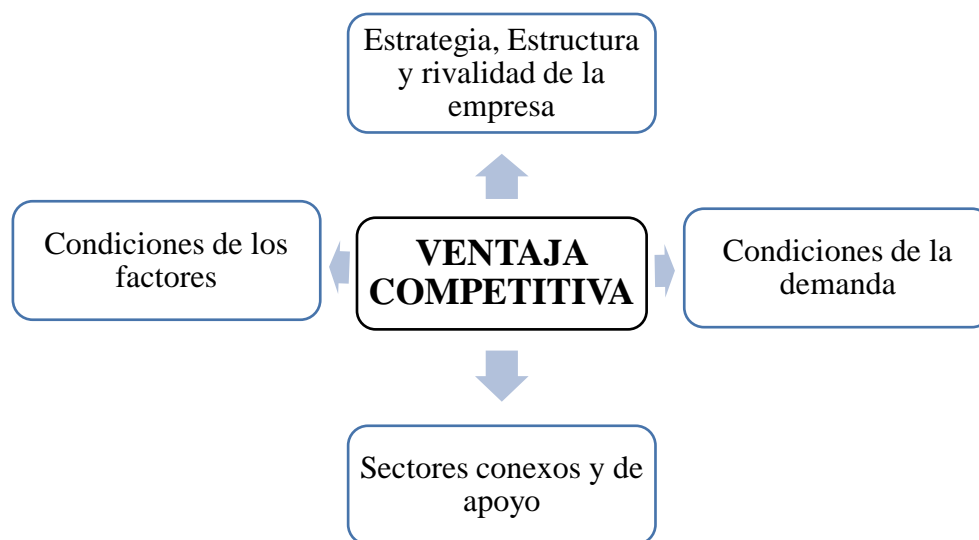 Estrategia, Estructura
y rivalidad de la
empresa
Condiciones de los
factores
VENTAJA
COMPETITIVA
Condiciones de la
demanda
Sectores conexos y de
apoyo